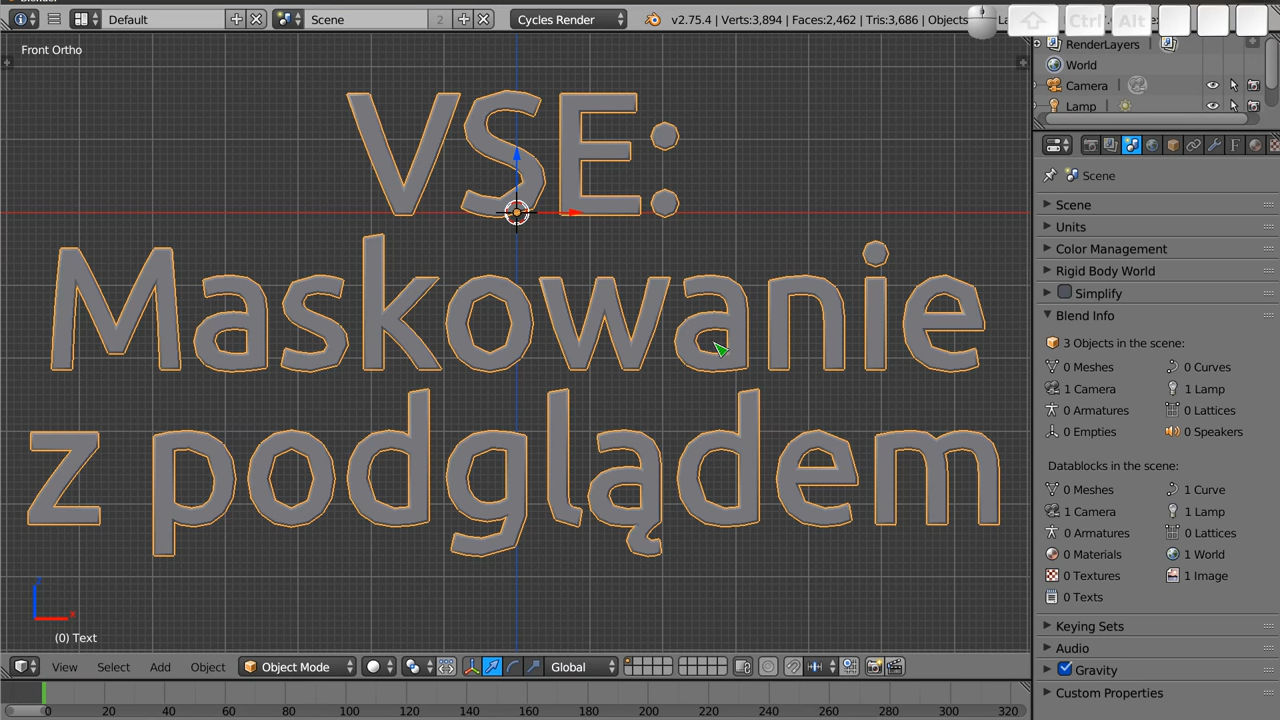 Default
Scene
2
Cycles Render
v2.75.4 | Verts:3,894 | Faces:2,462 | Tris:3,686 | Objects
Ctrl
Alt
Front Ortho
VSE:
Maskowanie
z podglądem
(0) Text
View
Select
Add
Object
Object Mode
Global
0 20 40 60 80 100 120 140 160 180 200 220 240 260 280 300 320
RenderLayers
World
Camera
Lamp
F
Scene
Scene
Units
Color Management
Rigid Body World
Simplify
Blend Info
3 Objects in the scene:
0 Meshes 0 Curves
1 Camera 1 Lamp
0 Armatures 0 Lattices
0 Empties 0 Speakers
Datablocks in the scene:
0 Meshes 1 Curve
1 Camera 1 Lamp
0 Armatures 0 Lattices
0 Materials 1 World
0 Textures 1 Image
0 Texts
Keying Sets
Audio
Gravity
Custom Properties